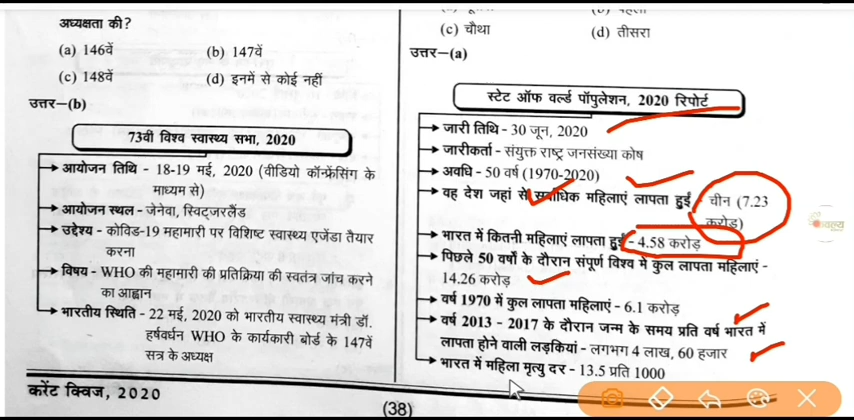 अध्यक्षता की?
(a) 146वें (b) 147वें
(c) 148वें (d) इनमें से कोई नहीं
उत्तर–(b)
73वीं विश्व स्वास्थ्य सभा, 2020
आयोजन तिथि - 18-19 मई, 2020 (वीडियो कॉन्फ्रेंसिंग के
माध्यम से)
आयोजन स्थल - जेनेवा, स्विट्जरलैंड
उद्देश्य - कोविड-19 महामारी पर विशिष्ट स्वास्थ्य एजेंडा तैयार
करना
विषय - WHO की महामारी की प्रतिक्रिया की स्वतंत्र जांच करने
का आह्वान
भारतीय स्थिति - 22 मई, 2020 को भारतीय स्वास्थ्य मंत्री डॉ.
हर्षवर्धन WHO के कार्यकारी बोर्ड के 147वें
सत्र के अध्यक्ष
करेंट क्विज, 2020
(38)
(c) चौथा (d) तीसरा
उत्तर–(a)
स्टेट ऑफ वर्ल्ड पॉपुलेशन, 2020 रिपोर्ट
जारी तिथि - 30 जून, 2020
जारीकर्ता - संयुक्त राष्ट्र जनसंख्या कोष
अवधि - 50 वर्ष (1970-2020)
वह देश जहां से सर्वाधिक महिलाएं लापता हुईं - चीन (7.23
करोड़)
भारत में कितनी महिलाएं लापता हुईं - 4.58 करोड़
पिछले 50 वर्षों के दौरान संपूर्ण विश्व में कुल लापता महिलाएं -
14.26 करोड़
वर्ष 1970 में कुल लापता महिलाएं - 6.1 करोड़
वर्ष 2013 - 2017 के दौरान जन्म के समय प्रति वर्ष भारत में
लापता होने वाली लड़कियां - लगभग 4 लाख, 60 हजार
भारत में महिला मृत्यु दर - 13.5 प्रति 1000